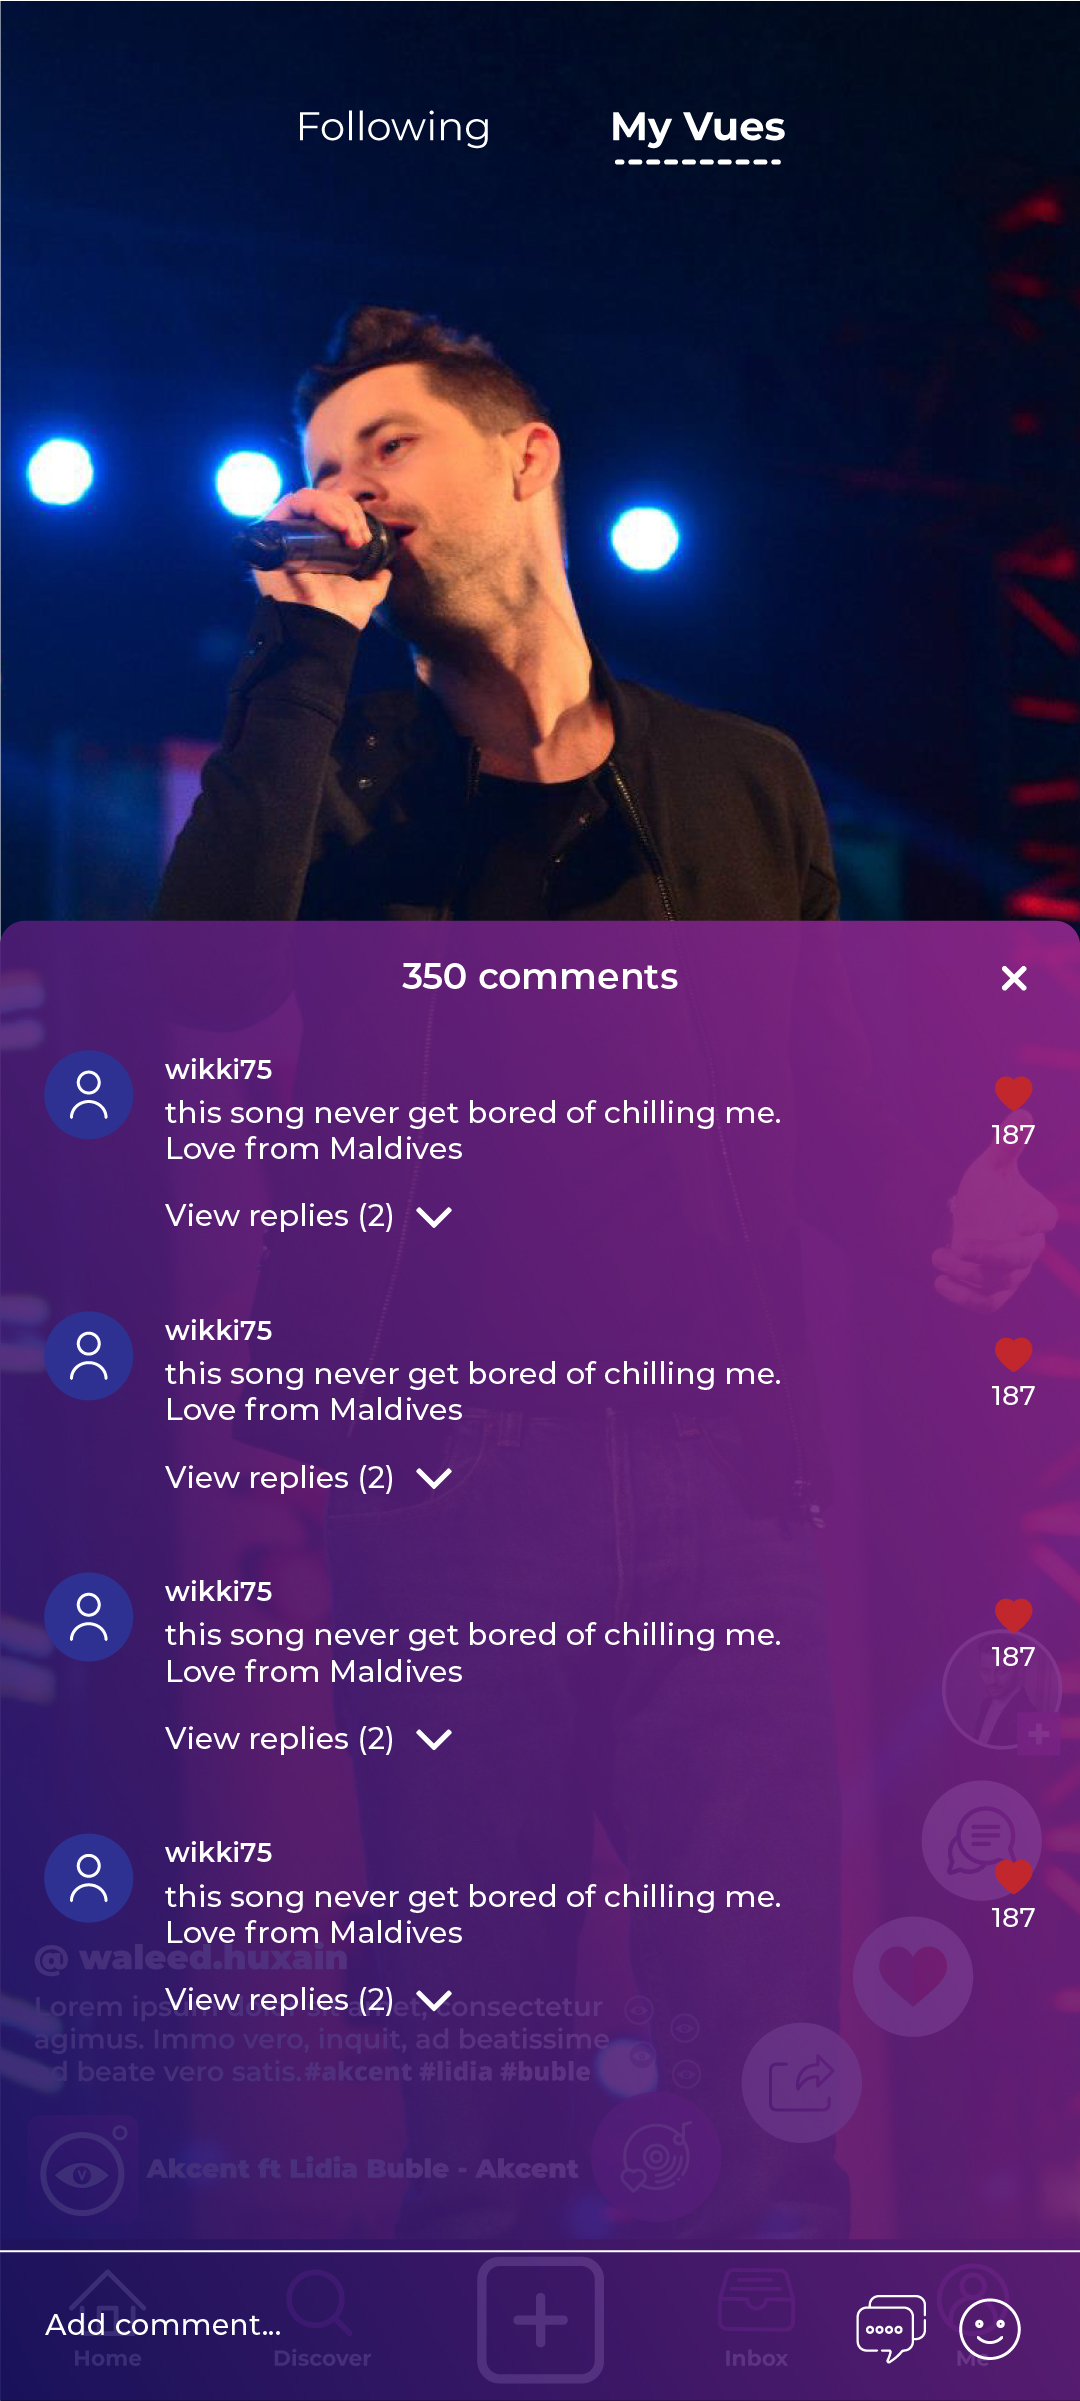 Following My Vues
350 comments
wikki75
this song never get bored of chilling me.
Love from Maldives
187
View replies (2)
wikki75
this song never get bored of chilling me.
Love from Maldives
187
View replies (2)
wikki75
this song never get bored of chilling me.
Love from Maldives
187
View replies (2)
wikki75
this song never get bored of chilling me.
Love from Maldives
187
@ waleed.huxain
View replies (2)
Lorem consectetur
agimus. Immo vero, inquit, ad beatissime
d beate vero satis.#akcent #lidia #buble
Akcent ft Lidia Buble - Akcent
Add comment...
Home Discover Inbox Me